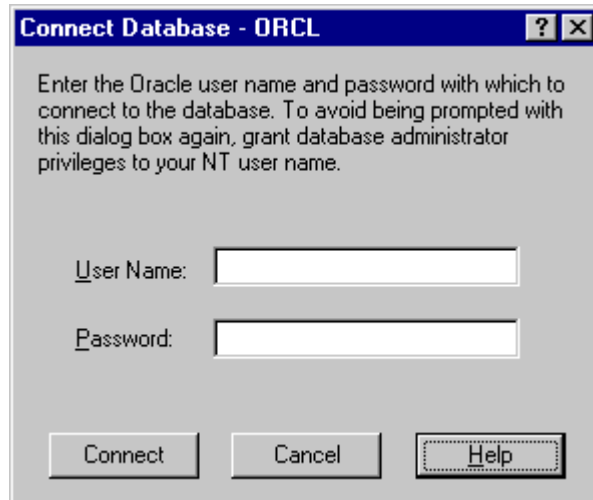 Connect Database - ORCL
Enter the Oracle user name and password with which to
connect to the database. To avoid being prompted with
this dialog box again, grant database administrator
privileges to your NT user name.
User Name:
Password:
Connect Cancel Help